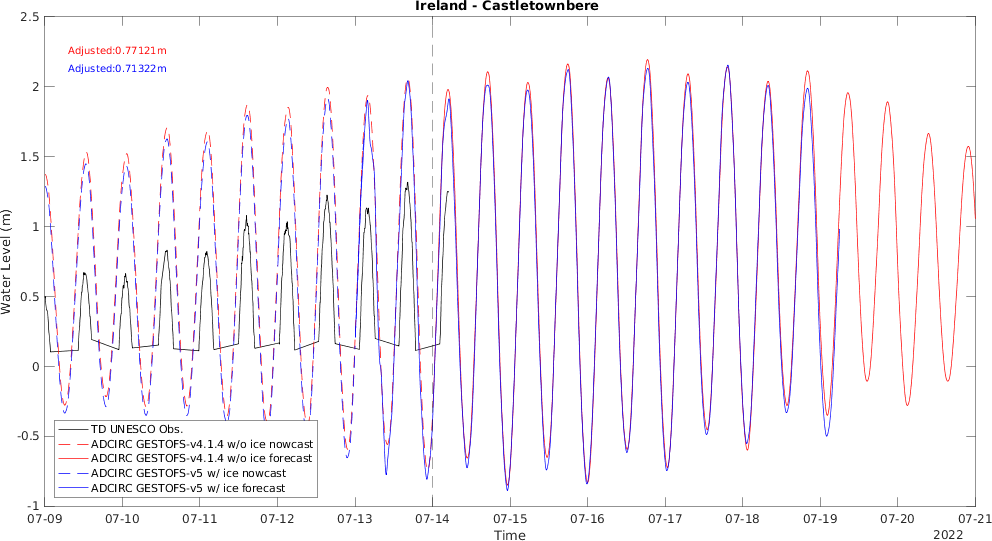 Ireland - Castletownbere
2.5
2
1.5
1
0.5
0
-0.5
-1
Water Level (m)
Adjusted:0.77121m
Adjusted:0.71322m
TD UNESCO Obs.
ADCIRC GESTOFS-v4.1.4 w/o ice nowcast
ADCIRC GESTOFS-v4.1.4 w/o ice forecast
ADCIRC GESTOFS-v5 w/ ice nowcast
ADCIRC GESTOFS-v5 w/ ice forecast
07-09 07-10 07-11 07-12 07-13 07-14 07-15 07-16 07-17 07-18 07-19 07-20 07-21
Time
2022